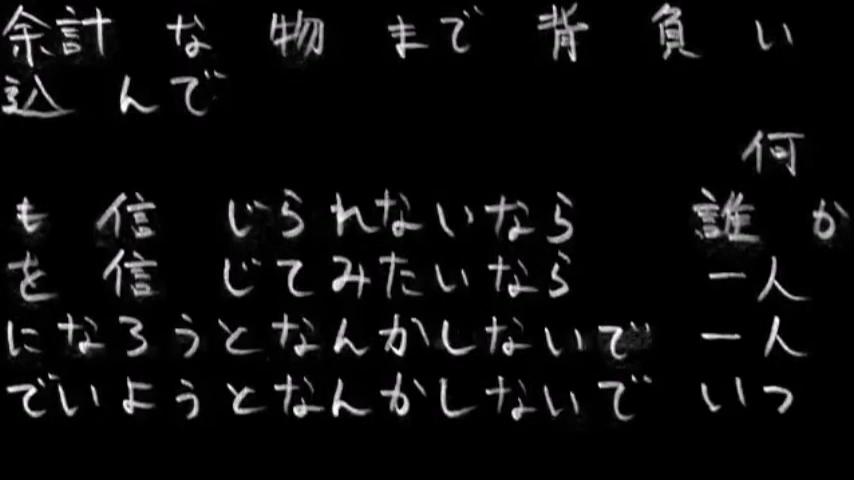 余計な物まで背負い
込んで
何
も信じられないなら 誰か
を信じてみたいなら 一人
になろうとなんかしないで 一人
でいようとなんかしないで いつ